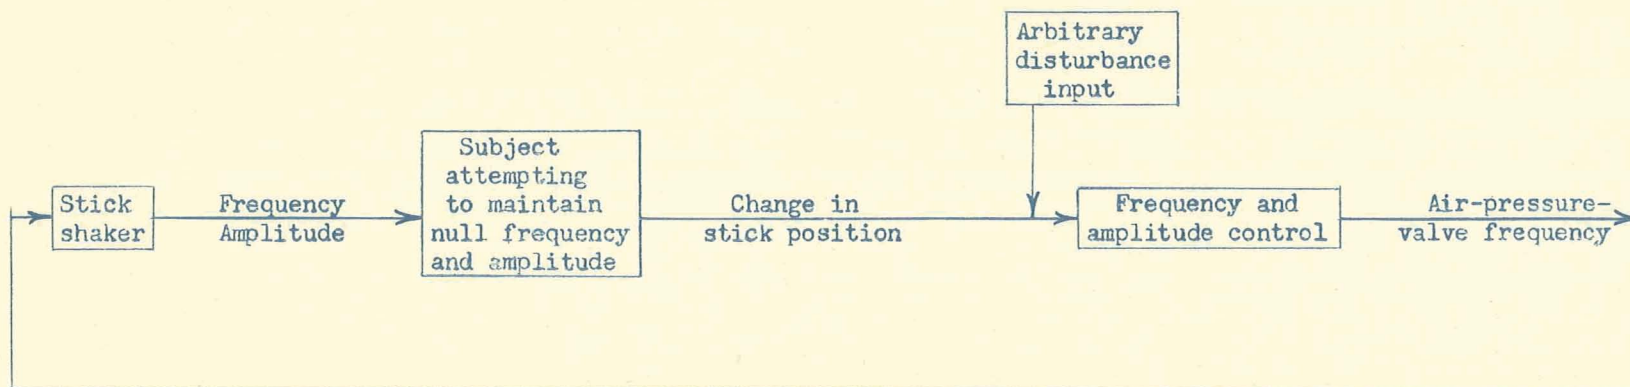 Arbitrary
disturbance
input
Stick
shaker
Frequency
Amplitude
Subject
attempting
to maintain
null frequency
and amplitude
Change in
stick position
Frequency and
amplitude control
Air-pressure-
valve frequency